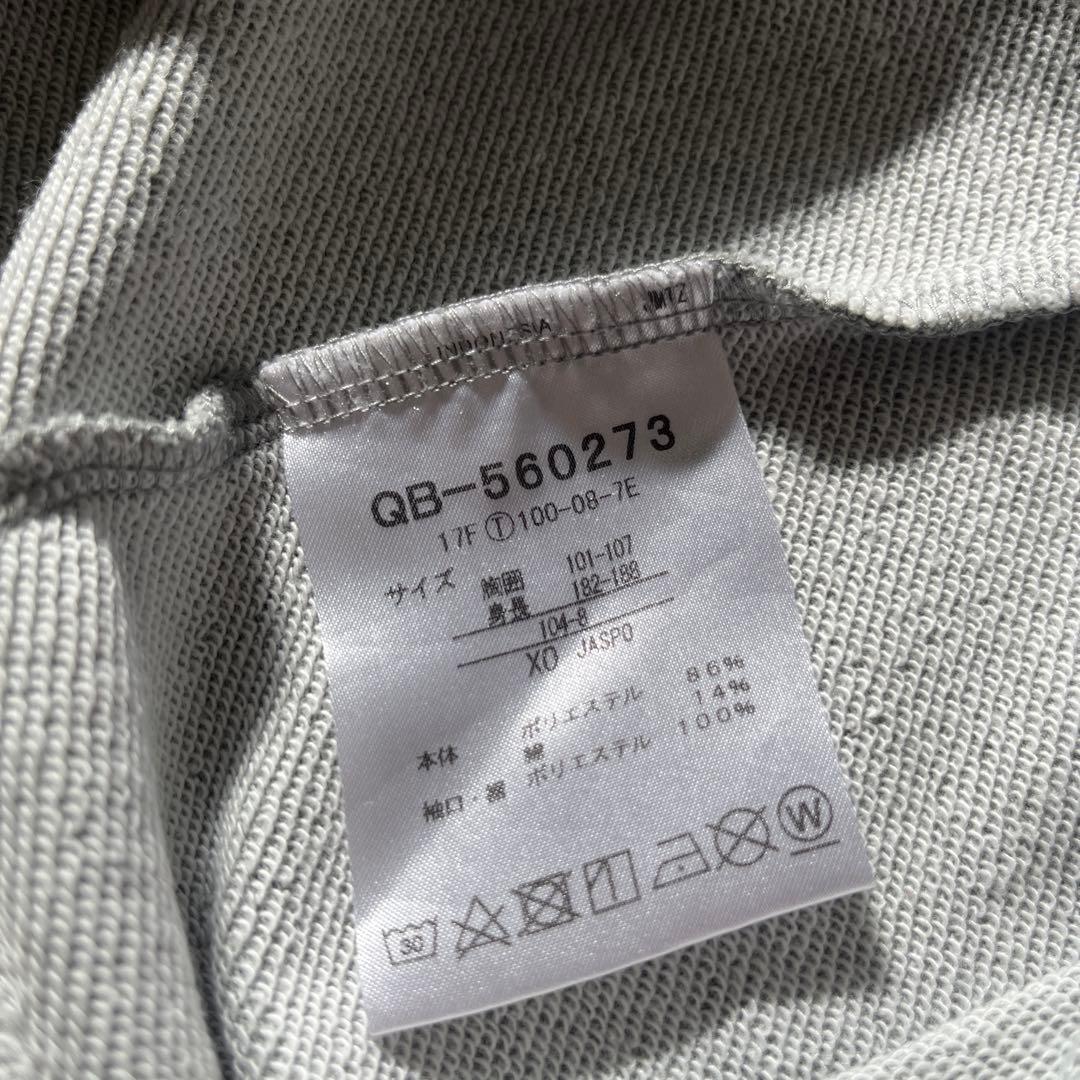 INDONESIA JMTZ
QB-560273
17F Ⓣ100-08-7E
サイズ 胸囲 101-107
身長 182-188
104-8
XO JASPO
本体 ポリエステル 86%
綿 14%
袖口・裾 ポリエステル 100%
30
W